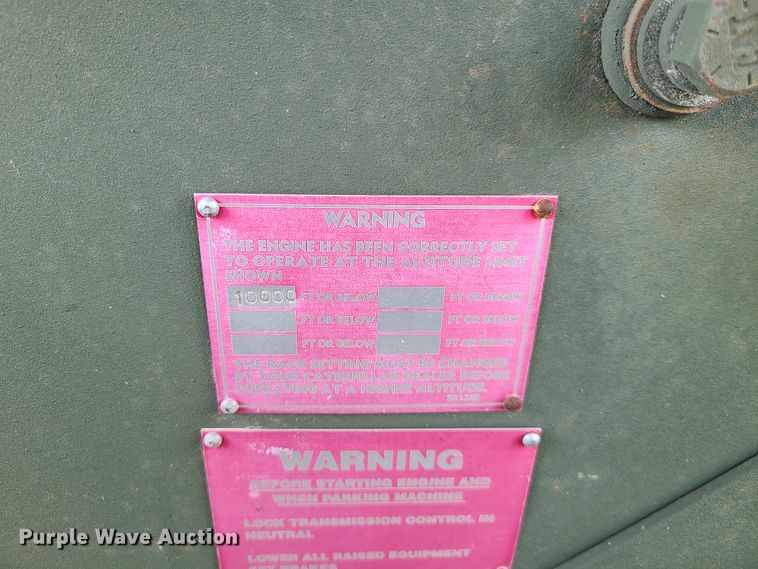 WARNING
THE ENGINE HAS BEEN CORRECTLY SET
TO OPERATE AT THE ALTITUDE LIMIT
SHOWN
10000 FT OR BELOW FT OR BELOW
FT OR BELOW FT OR BELOW
FT OR BELOW FT OR BELOW
THE RACK SETTING MUST BE CHANGED
BY YOUR CATERPILLAR DEALER BEFORE
OPERATING AT A HIGHER ALTITUDE.
WARNING
BEFORE STARTING ENGINE AND
WHEN PARKING MACHINE
LOCK TRANSMISSION CONTROL IN
NEUTRAL
LOWER ALL RAISED EQUIPMENT
SET BRAKES
Purple Wave Auction